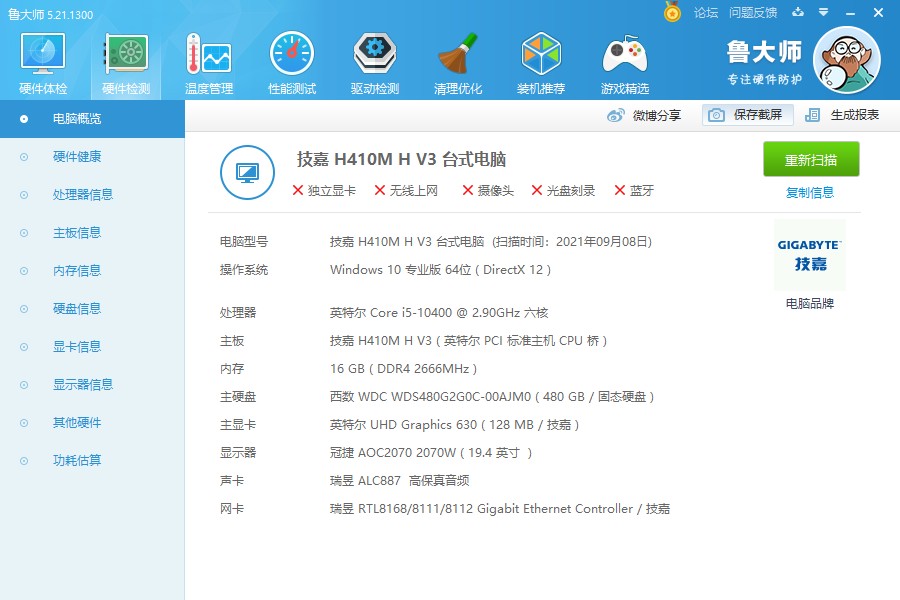 鲁大师 5.21.1300
论坛 问题反馈
硬件体检 硬件检测 温度管理 性能测试 驱动检测 清理优化 装机推荐 游戏精选
鲁大师
专注硬件防护
微博分享 保存截屏 生成报表
电脑概览
硬件健康
处理器信息
主板信息
内存信息
硬盘信息
显卡信息
显示器信息
其他硬件
功耗估算
技嘉 H410M H V3 台式电脑
独立显卡 无线上网 摄像头 光盘刻录 蓝牙
重新扫描
复制信息
电脑型号 技嘉 H410M H V3 台式电脑 (扫描时间：2021年09月08日)
操作系统 Windows 10 专业版 64位 ( DirectX 12 )
处理器 英特尔 Core i5-10400 @ 2.90GHz 六核
主板 技嘉 H410M H V3 ( 英特尔 PCI 标准主机 CPU 桥 )
内存 16 GB ( DDR4 2666MHz )
主硬盘 西数 WDC WDS480G2G0C-00AJM0 ( 480 GB / 固态硬盘 )
主显卡 英特尔 UHD Graphics 630 ( 128 MB / 技嘉 )
显示器 冠捷 AOC2070 2070W ( 19.4 英寸 )
声卡 瑞昱 ALC887 高保真音频
网卡 瑞昱 RTL8168/8111/8112 Gigabit Ethernet Controller / 技嘉
GIGABYTE™
技嘉
电脑品牌